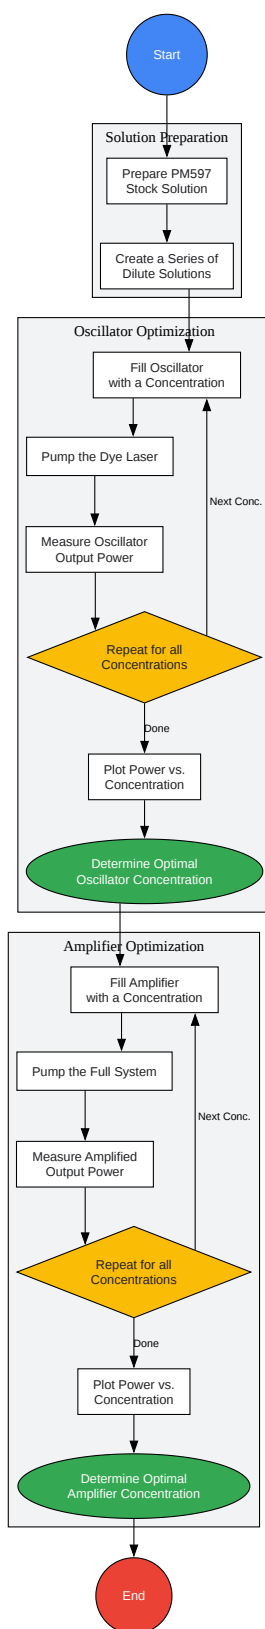 Start
Solution Preparation
Prepare PM597
Stock Solution
Create a Series of
Dilute Solutions
Oscillator Optimization
Fill Oscillator
with a Concentration
Pump the Dye Laser
Next Conc.
Measure Oscillator
Output Power
Repeat for all
Concentrations
Done
Plot Power vs.
Concentration
Determine Optimal
Oscillator Concentration
Amplifier Optimization
Fill Amplifier
with a Concentration
Pump the Full System
Next Conc.
Measure Amplified
Output Power
Repeat for all
Concentrations
Done
Plot Power vs.
Concentration
Determine Optimal
Amplifier Concentration
End